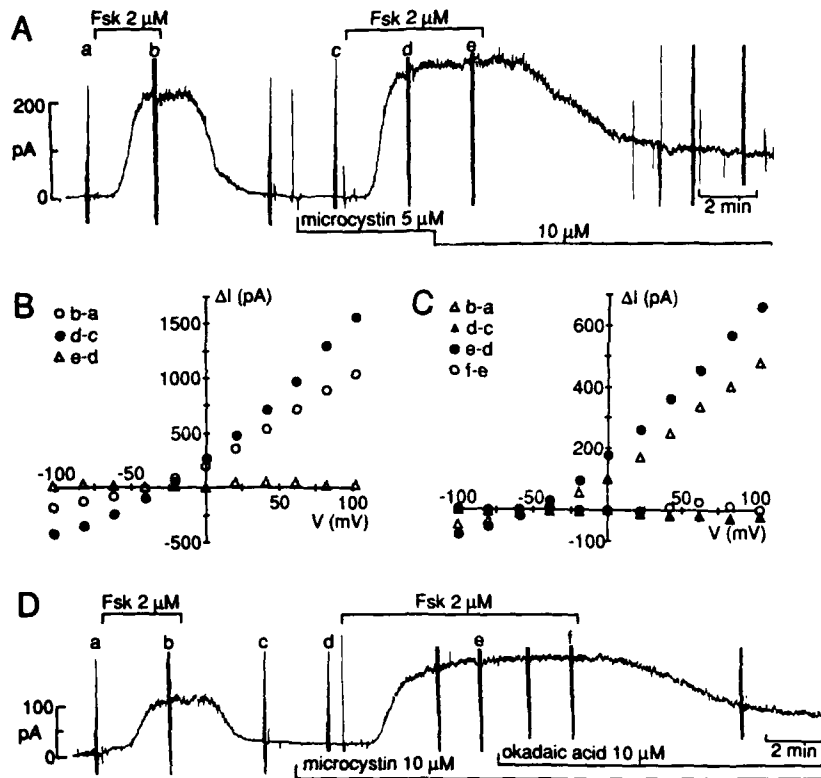 A
Fsk 2 µM
Fsk 2 µM
a b c d e
200
pA
0
2 min
microcystin 5 µM
10 µM
B
ΔI (pA)
○ b-a
● d-c
△ e-d
1500
1000
500
-100 -50
50 100
V (mV)
-500
C
ΔI (pA)
△ b-a
▲ d-c
● e-d
○ f-e
600
400
200
-100 -50
50 100
V (mV)
-100
D
Fsk 2 µM
Fsk 2 µM
a b c d e f
100
pA
0
2 min
microcystin 10 µM
okadaic acid 10 µM